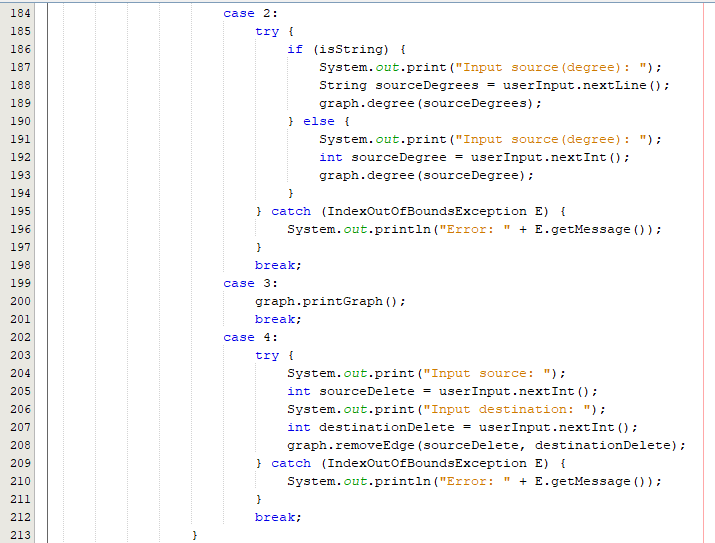 184 case 2:
185 try {
186 if (isString) {
187 System.out.print("Input source(degree): ");
188 String sourceDegrees = userInput.nextLine();
189 graph.degree(sourceDegrees);
190 } else {
191 System.out.print("Input source(degree): ");
192 int sourceDegree = userInput.nextInt();
193 graph.degree(sourceDegree);
194 }
195 } catch (IndexOutOfBoundsException E) {
196 System.out.println("Error: " + E.getMessage());
197 }
198 break;
199 case 3:
200 graph.printGraph();
201 break;
202 case 4:
203 try {
204 System.out.print("Input source: ");
205 int sourceDelete = userInput.nextInt();
206 System.out.print("Input destination: ");
207 int destinationDelete = userInput.nextInt();
208 graph.removeEdge(sourceDelete, destinationDelete);
209 } catch (IndexOutOfBoundsException E) {
210 System.out.println("Error: " + E.getMessage());
211 }
212 break;
213 }